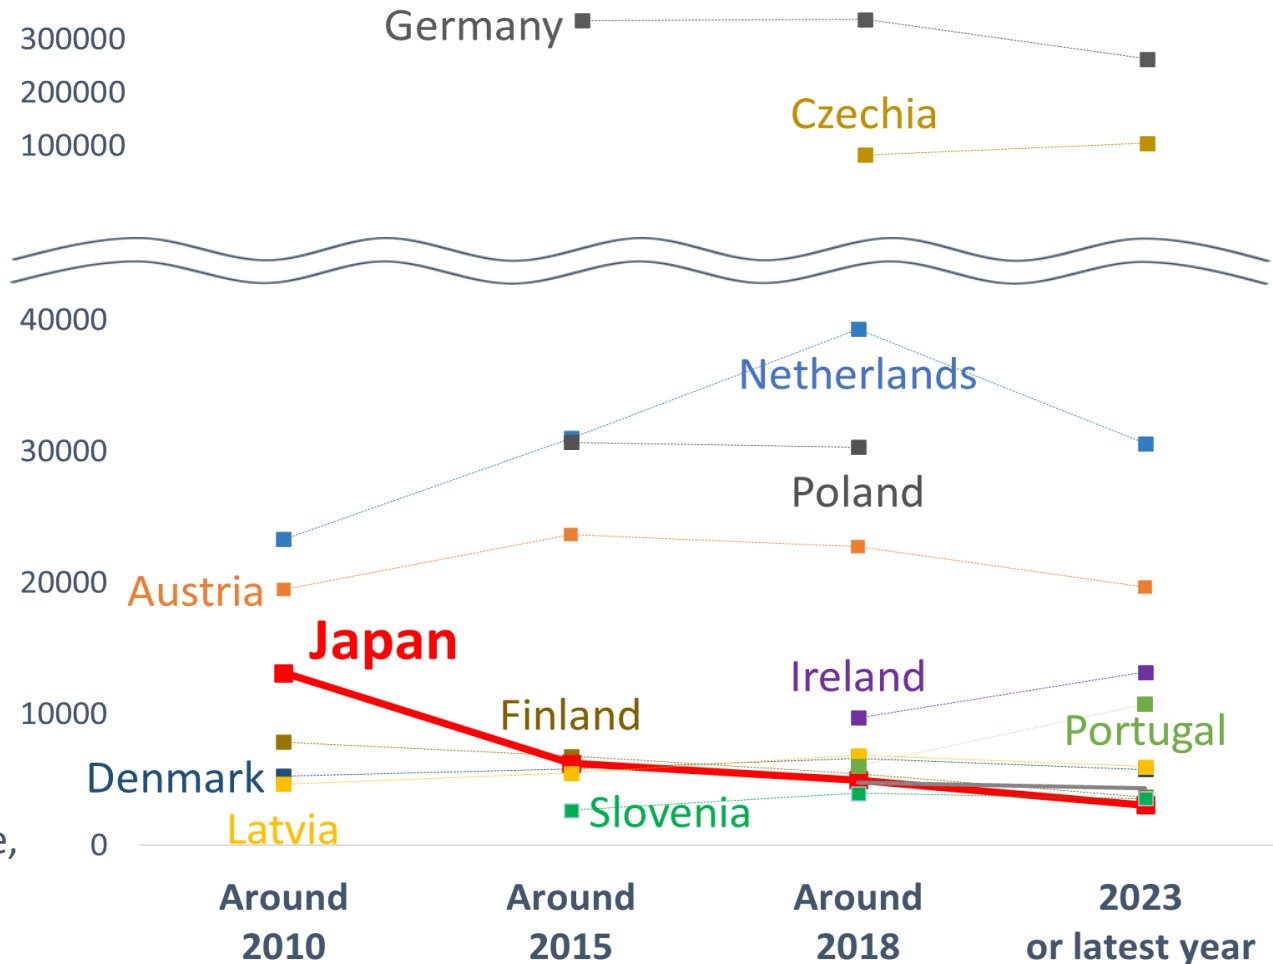 Germany
300000
200000
Czechia
100000
40000
Netherlands
30000
Poland
20000
Austria
Japan
Ireland
Finland
10000
Portugal
Denmark
Slovenia
Latvia
e,
0
Around
2010
Around
2015
Around
2018
2023
or latest year